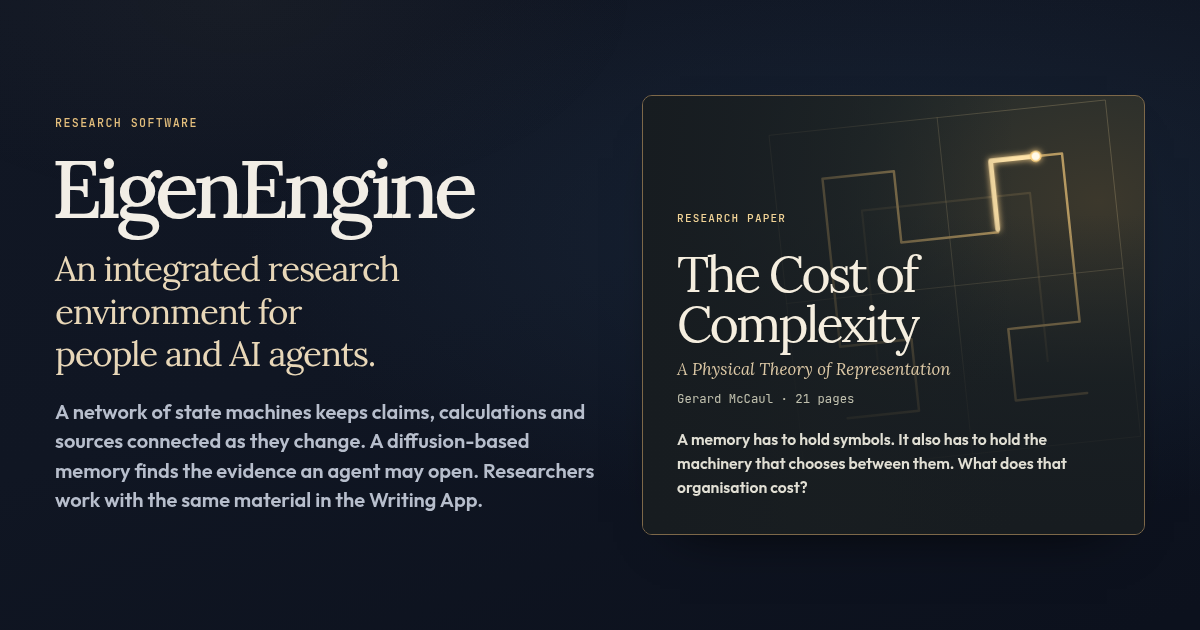 RESEARCH SOFTWARE
EigenEngine
An integrated research
environment for
people and AI agents.
A network of state machines keeps claims, calculations and
sources connected as they change. A diffusion-based
memory finds the evidence an agent may open. Researchers
work with the same material in the Writing App.
RESEARCH PAPER
The Cost of
Complexity
A Physical Theory of Representation
Gerard McCaul · 21 pages
A memory has to hold symbols. It also has to hold the
machinery that chooses between them. What does that
organisation cost?